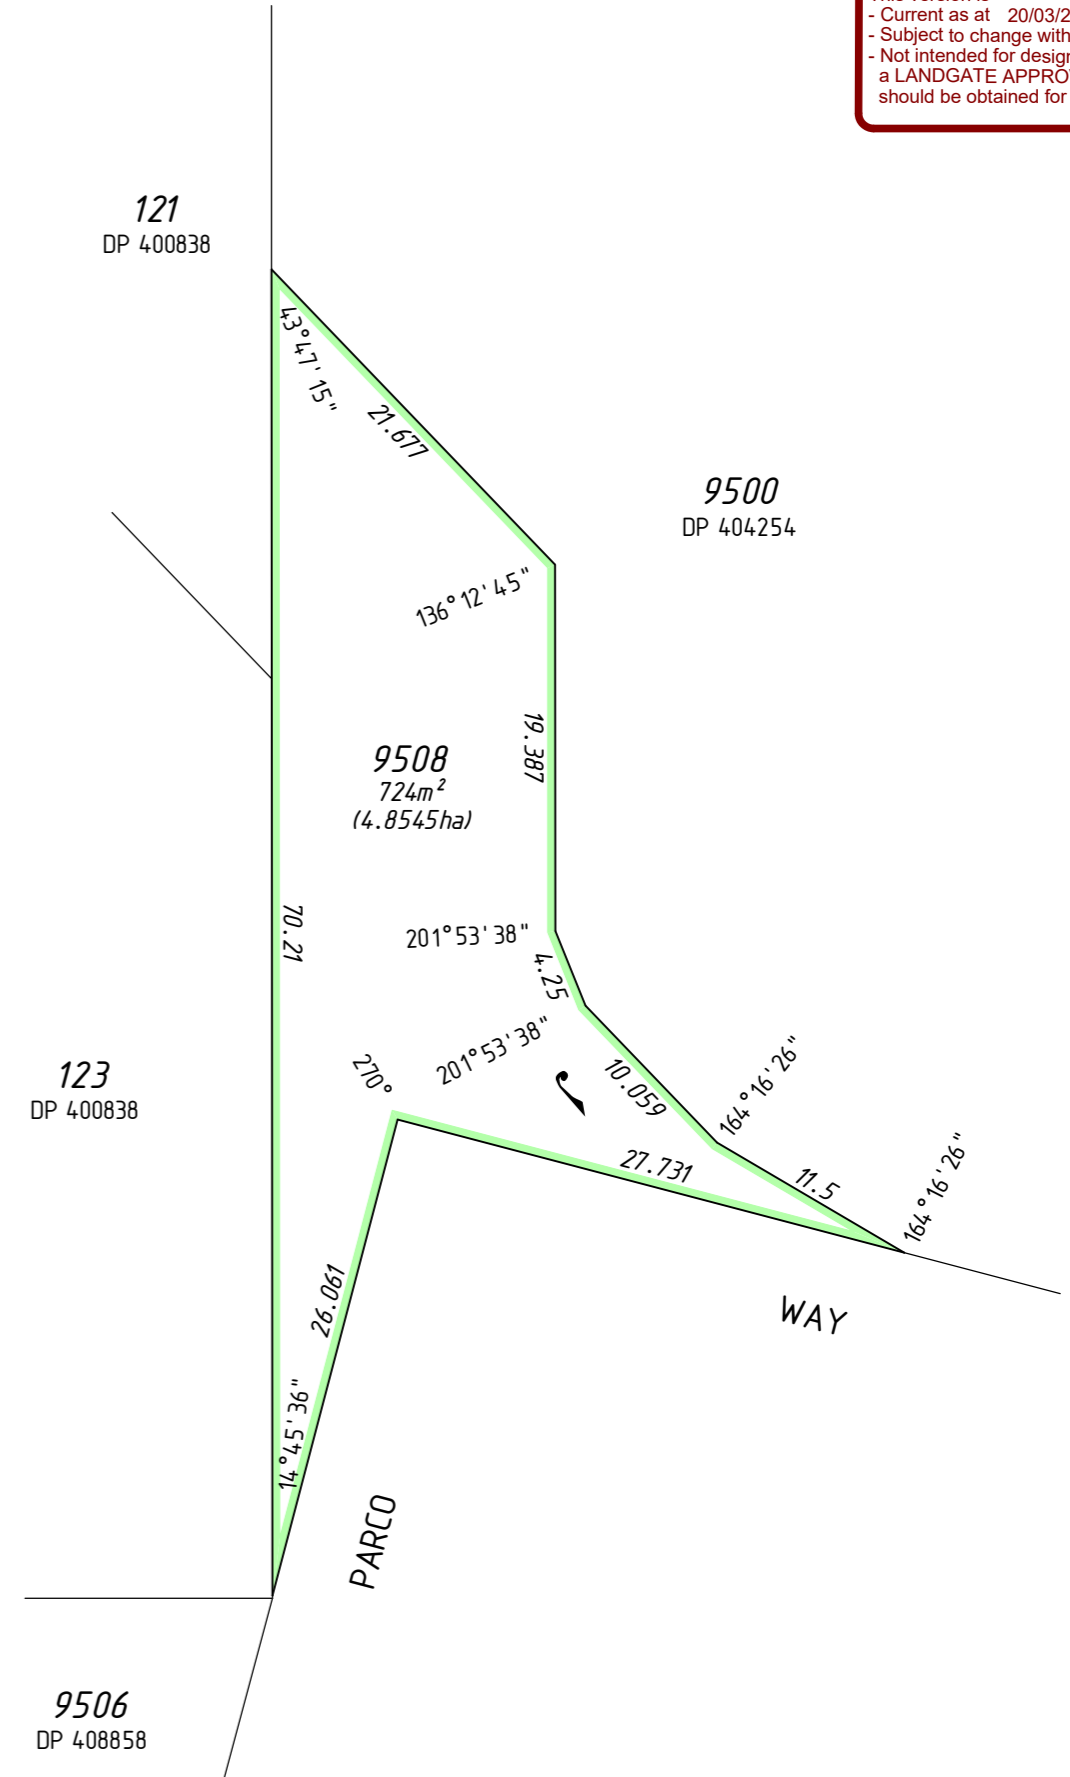 - Current as at 20/03/2
- Subject to change with
- Not intended for design
a LANDGATE APPRO
should be obtained for
121
DP 400838
43°47'15"
21.677
9500
DP 404254
136°12'45"
19.387
9508
724m²
(4.8545ha)
70.21
201°53'38"
4.25
201°53'38"
270°
10.059
164°16'26"
123
DP 400838
27.731
11.5
164°16'26"
26.061
WAY
14°45'36"
PARCO
9506
DP 408858